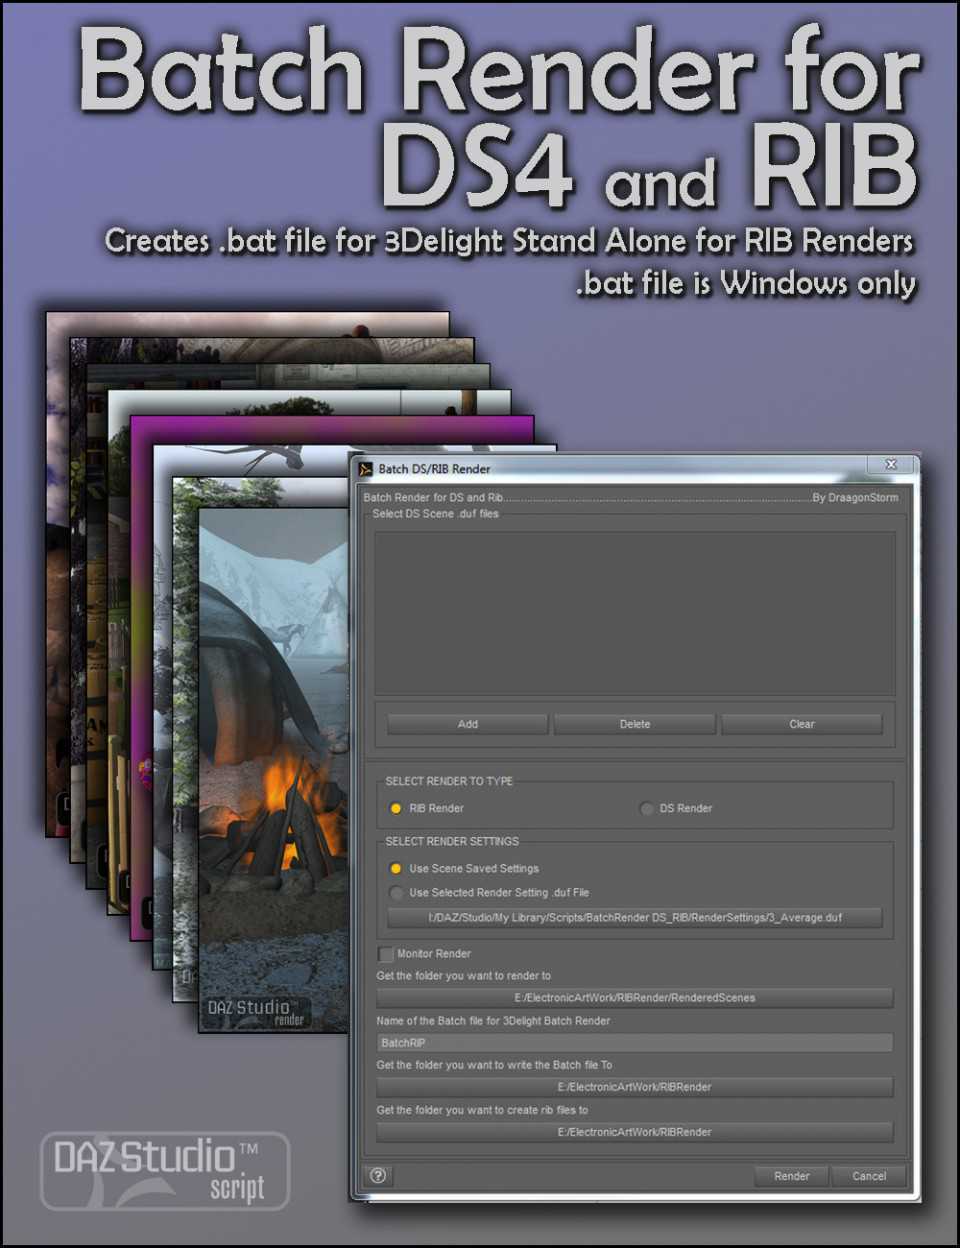 Batch Render for
DS4 and RIB
Creates .bat file for 3Delight Stand Alone for RIB Renders
.bat file is Windows only
Batch DS/RIB Render
Batch Render for DS and Rib By DraagonStorm
Select DS Scene .duf files
Add Delete Clear
SELECT RENDER TO TYPE
RIB Render DS Render
SELECT RENDER SETTINGS
Use Scene Saved Settings
Use Selected Render Setting .duf File
I:/DAZ/Studio/My Library/Scripts/BatchRender DS_RIB/RenderSettings/3_Average.duf
Monitor Render
Get the folder you want to render to
E:/ElectronicArtWork/RIBRender/RenderedScenes
Name of the Batch file for 3Delight Batch Render
BatchRIP
Get the folder you want to write the Batch file To
E:/ElectronicArtWork/RIBRender
Get the folder you want to create rib files to
E:/ElectronicArtWork/RIBRender
? Render Cancel
DAZ Studio™
render
DAZ Studio™
script